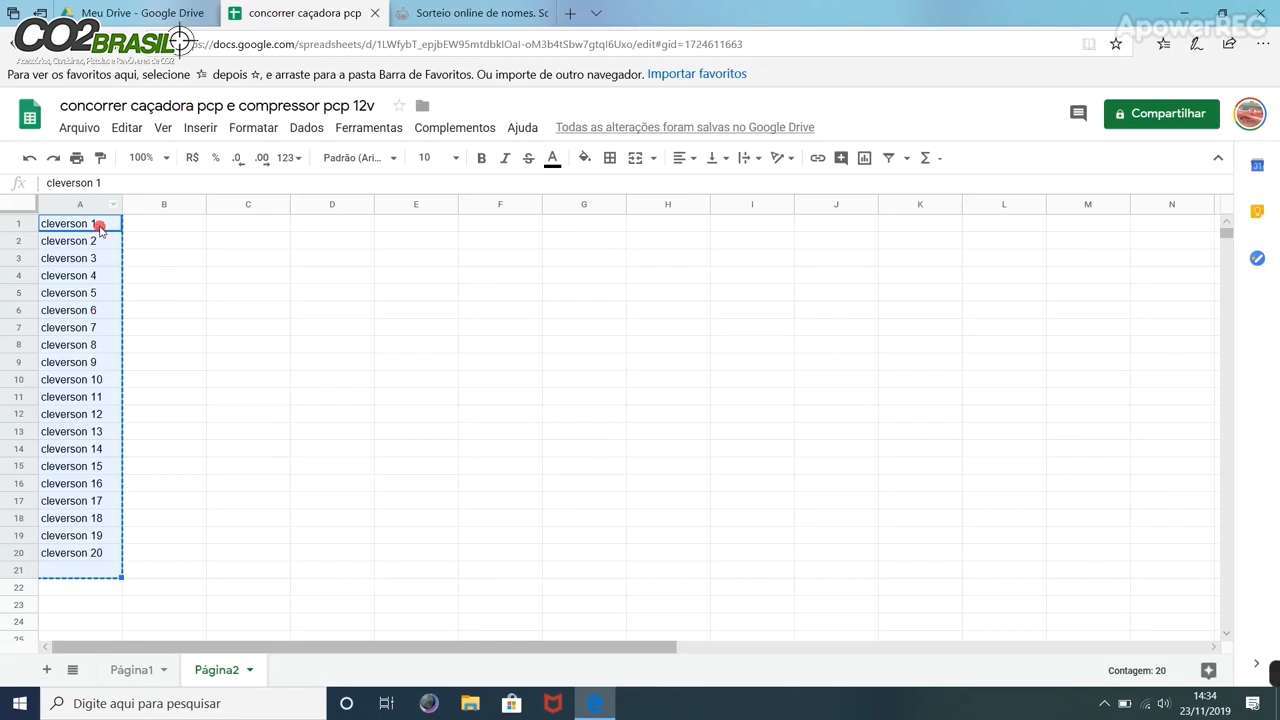 Meu Drive - Google Drive
concorrer caçadora pcp
Sorteio online de nomes. Sc
ApowerREC
CO2BRASIL
docs.google.com/spreadsheets/d/1LWfybT_epjbEW95mtdbkIOaI-oM3b4tSbw7gtqI6Uxo/edit#gid=1724611663
Para ver os favoritos aqui, selecione depois, e arraste para a pasta Barra de Favoritos. Ou importe de outro navegador. Importar favoritos
concorrer caçadora pcp e compressor pcp 12v
Compartilhar
Arquivo Editar Ver Inserir Formatar Dados Ferramentas Complementos Ajuda Todas as alterações foram salvas no Google Drive
100% R$ % .0 .00 123 Padrão (Ari... 10 B I S A Σ
fx cleverson 1
A B C D E F G H I J K L M N
1 cleverson 1
2 cleverson 2
3 cleverson 3
4 cleverson 4
5 cleverson 5
6 cleverson 6
7 cleverson 7
8 cleverson 8
9 cleverson 9
10 cleverson 10
11 cleverson 11
12 cleverson 12
13 cleverson 13
14 cleverson 14
15 cleverson 15
16 cleverson 16
17 cleverson 17
18 cleverson 18
19 cleverson 19
20 cleverson 20
21
22
23
24
25
+ Página1 Página2 Contagem: 20
Digite aqui para pesquisar
14:34
23/11/2019